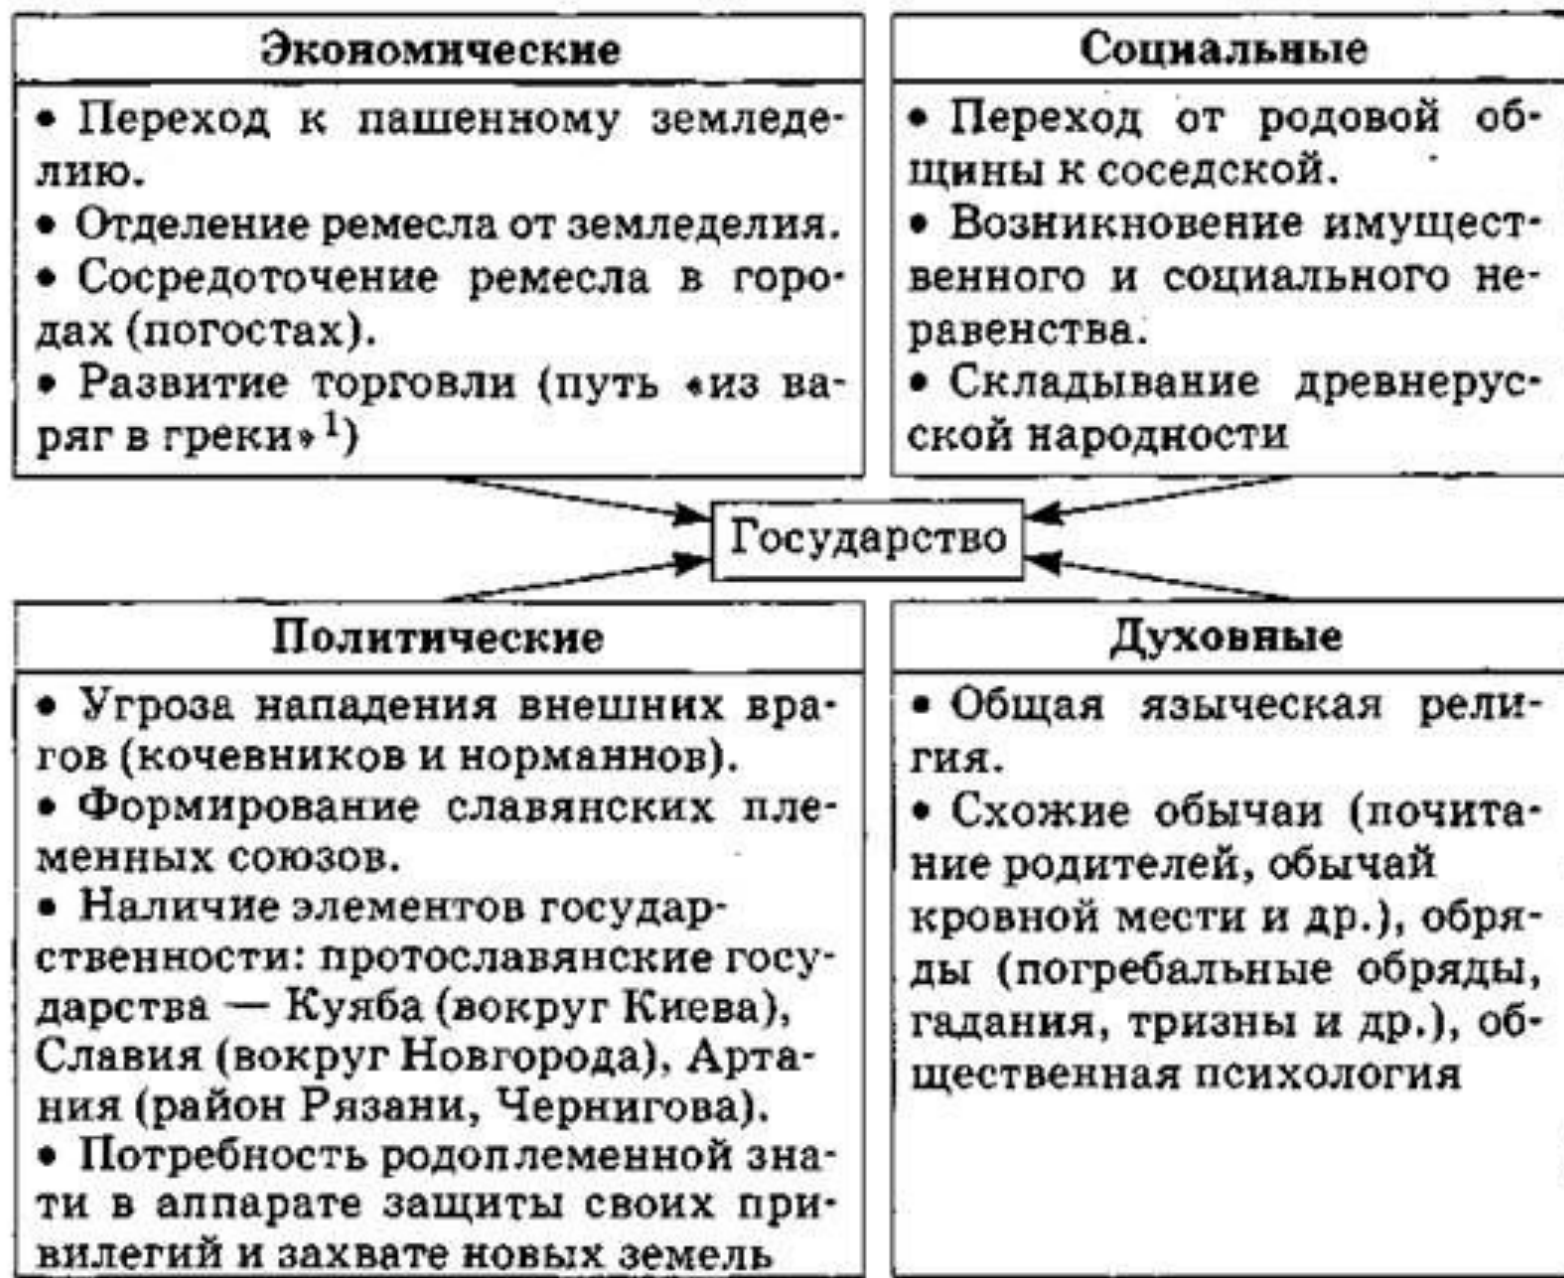 Экономические
• Переход к пашенному земледе-
лию.
• Отделение ремесла от земледелия.
• Сосредоточение ремесла в горо-
дах (погостах).
• Развитие торговли (путь «из ва-
ряг в греки»1)
Социальные
• Переход от родовой об-
щины к соседской.
• Возникновение имущест-
венного и социального не-
равенства.
• Складывание древнерус-
ской народности
Государство
Политические
• Угроза нападения внешних вра-
гов (кочевников и норманнов).
• Формирование славянских пле-
менных союзов.
• Наличие элементов государ-
ственности: протославянские госу-
дарства — Куяба (вокруг Киева),
Славия (вокруг Новгорода), Арта-
ния (район Рязани, Чернигова).
• Потребность родоплеменной зна-
ти в аппарате защиты своих при-
вилегий и захвате новых земель
Духовные
• Общая языческая рели-
гия.
• Схожие обычаи (почита-
ние родителей, обычай
кровной мести и др.), обря-
ды (погребальные обряды,
гадания, тризны и др.), об-
щественная психология